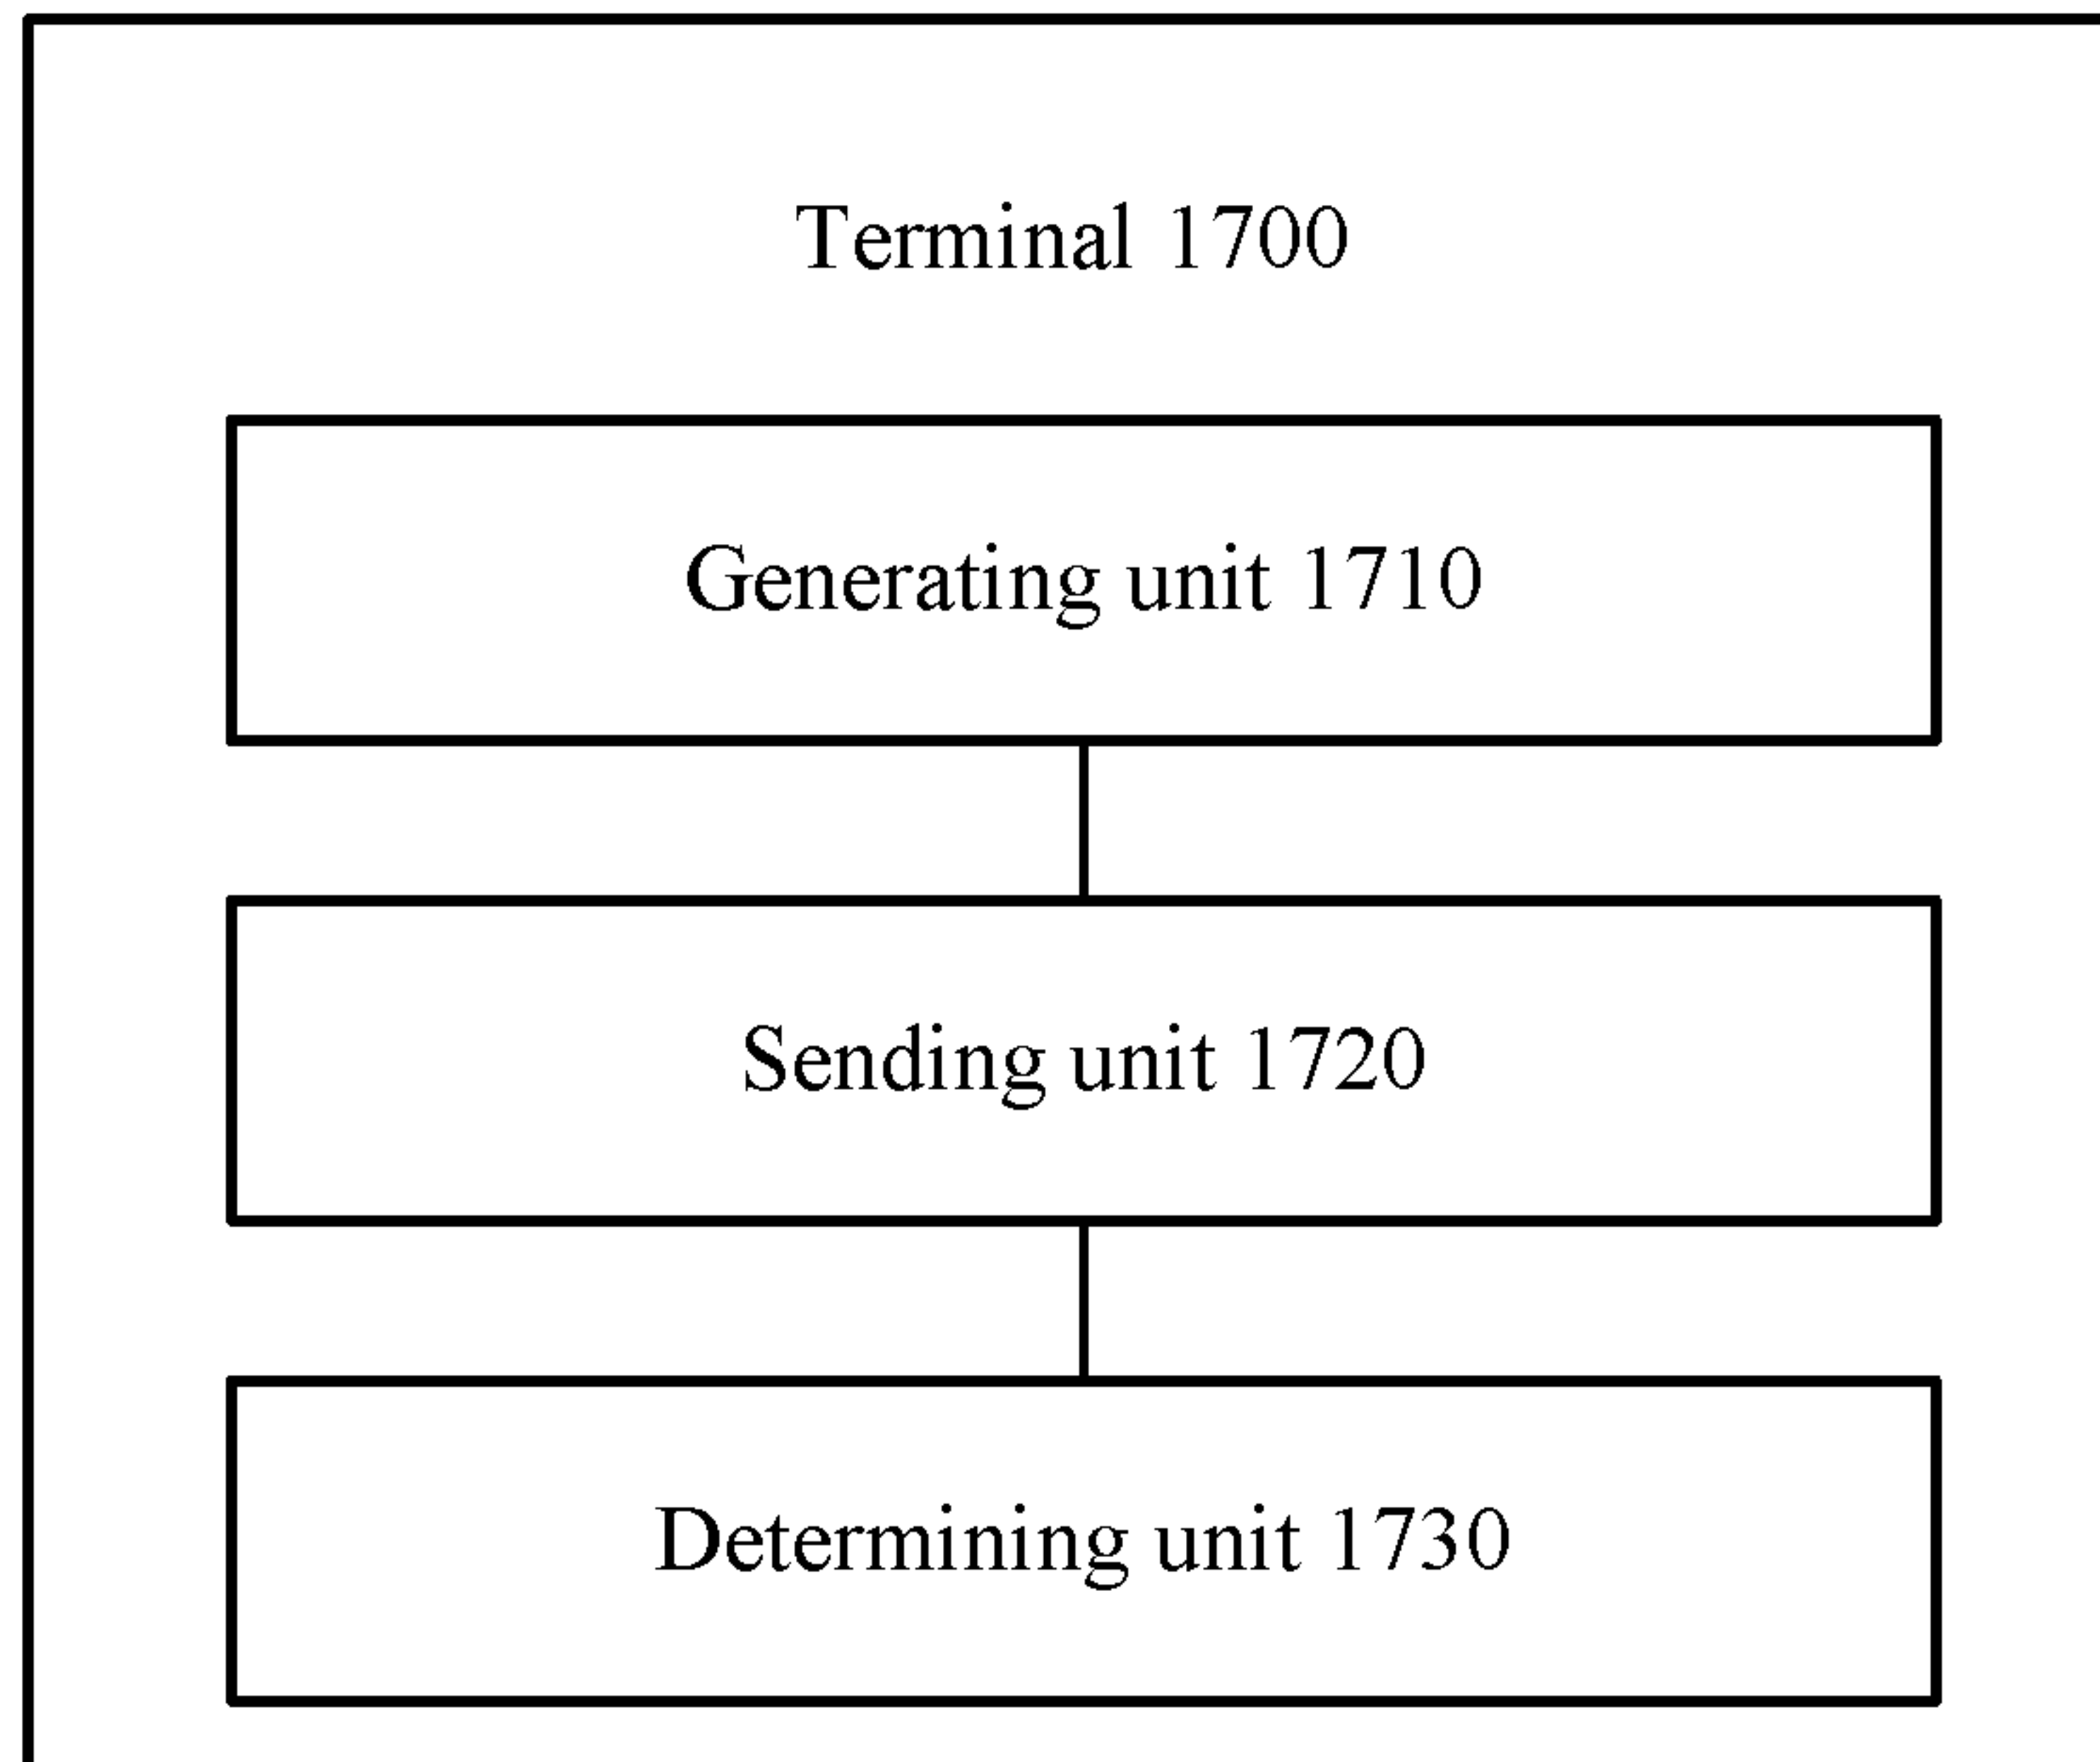 Terminal 1700
Generating unit 1710
Sending unit 1720
Determining unit 1730